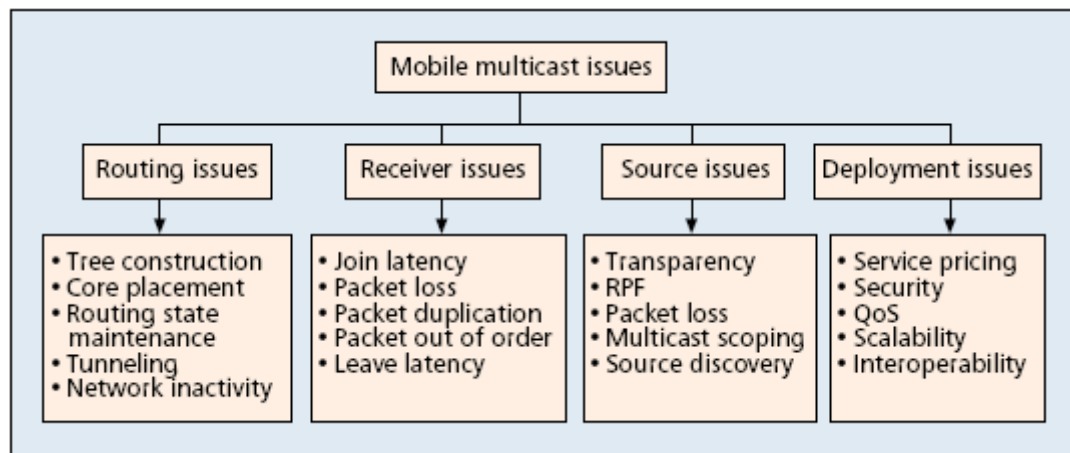 Mobile multicast issues
Routing issues
Receiver issues
Source issues
Deployment issues
• Tree construction
• Core placement
• Routing state
maintenance
• Tunneling
• Network inactivity
• Join latency
• Packet loss
• Packet duplication
• Packet out of order
• Leave latency
• Transparency
• RPF
• Packet loss
• Multicast scoping
• Source discovery
• Service pricing
• Security
• QoS
• Scalability
• Interoperability